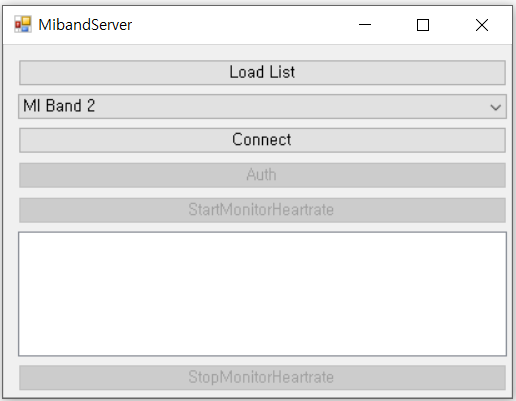 MibandServer
Load List
MI Band 2
Connect
Auth
StartMonitorHeartrate
StopMonitorHeartrate